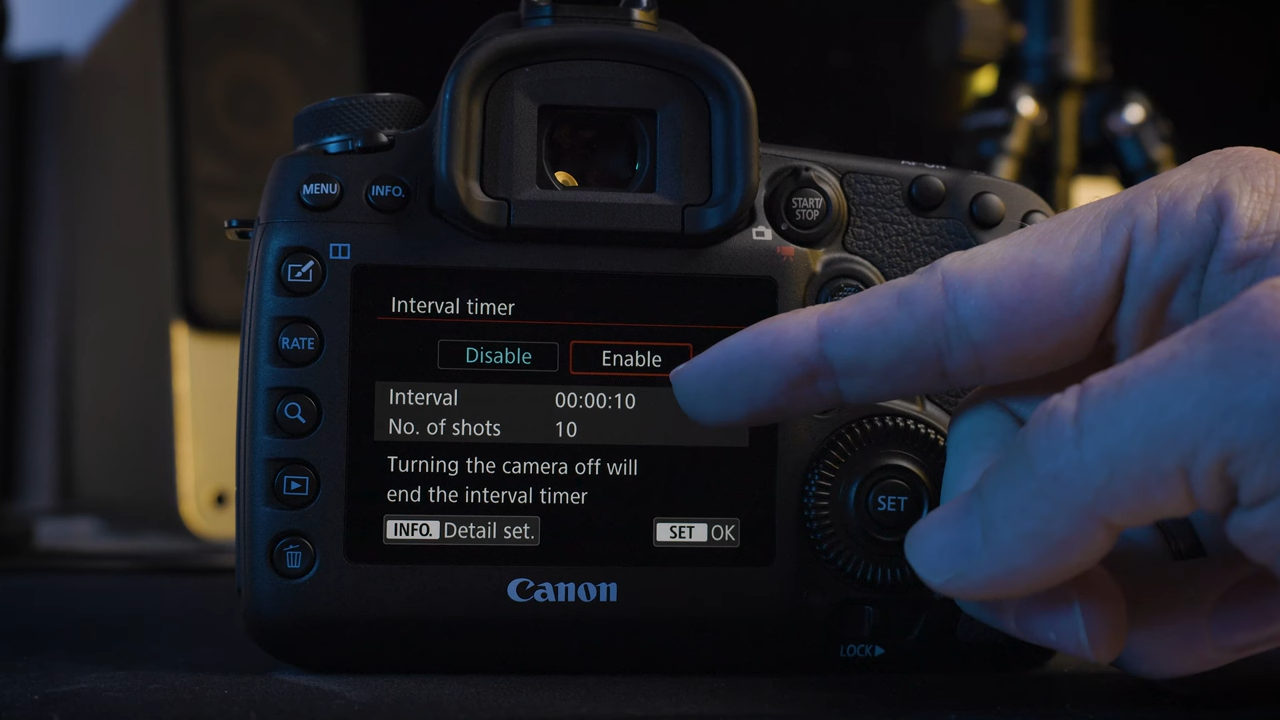 MENU
INFO.
START/
STOP
RATE
Interval timer
Disable
Enable
Interval 00:00:10
No. of shots 10
Turning the camera off will
end the interval timer
INFO. Detail set.
SET OK
SET
Canon
LOCK